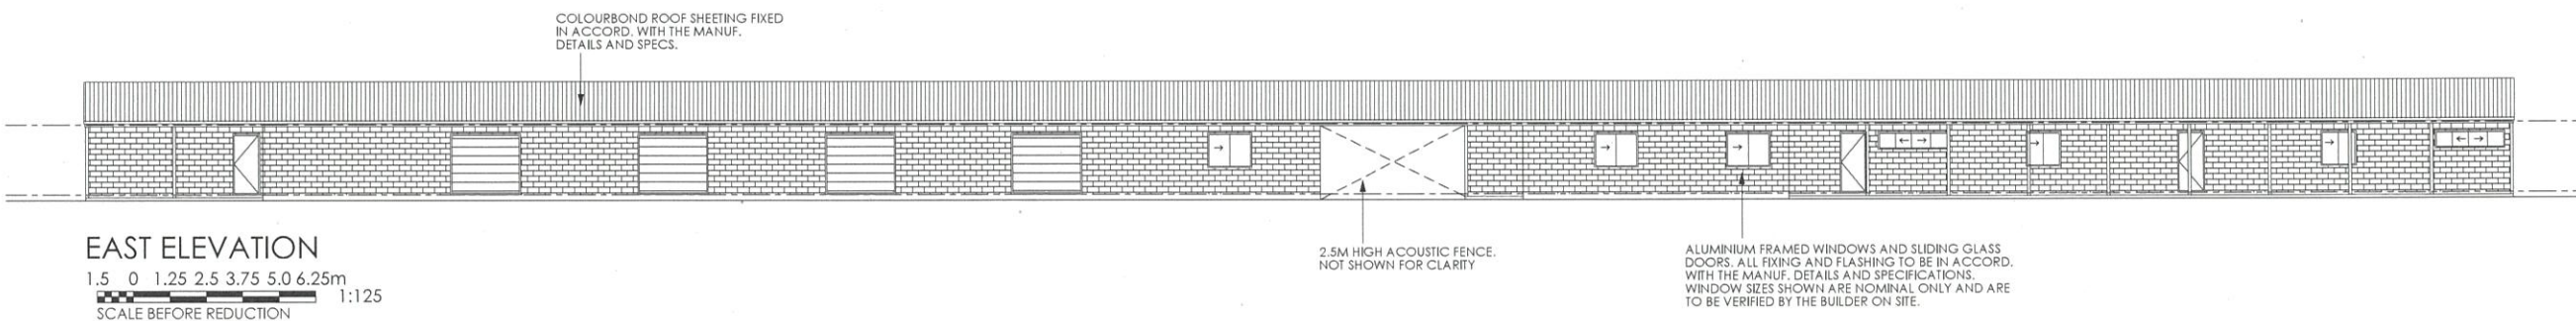 COLOURBOND ROOF SHEETING FIXED
IN ACCORD. WITH THE MANUF.
DETAILS AND SPECS.
2.5M HIGH ACOUSTIC FENCE.
NOT SHOWN FOR CLARITY
ALUMINIUM FRAMED WINDOWS AND SLIDING GLASS
DOORS. ALL FIXING AND FLASHING TO BE IN ACCORD.
WITH THE MANUF. DETAILS AND SPECIFICATIONS.
WINDOW SIZES SHOWN ARE NOMINAL ONLY AND ARE
TO BE VERIFIED BY THE BUILDER ON SITE.
EAST ELEVATION
1.5 0 1.25 2.5 3.75 5.0 6.25m
1:125
SCALE BEFORE REDUCTION